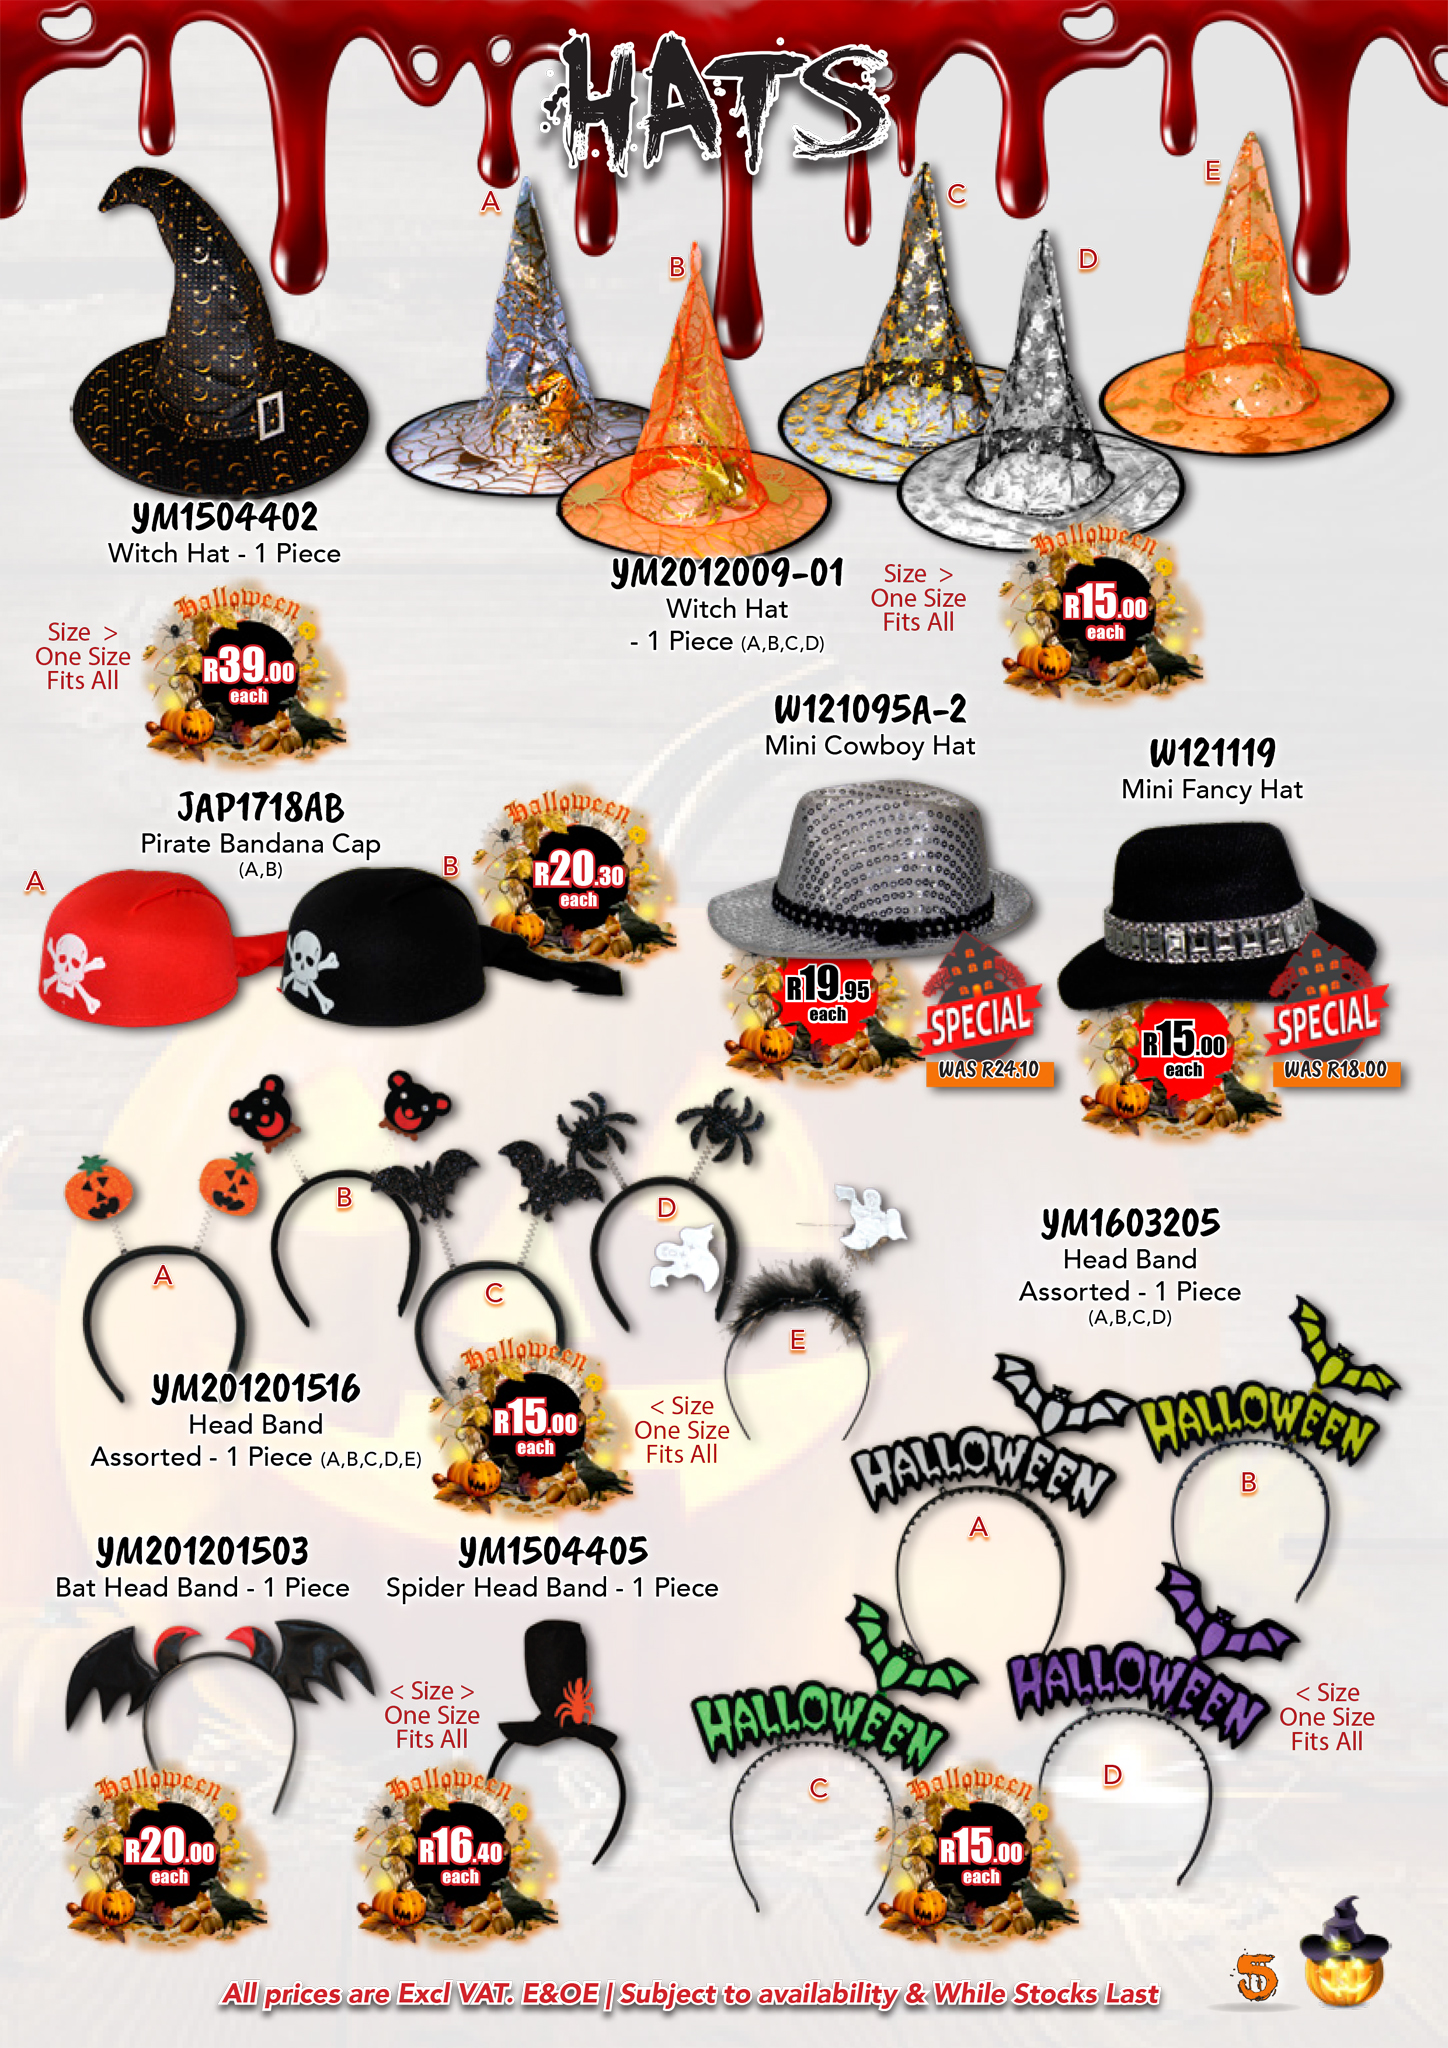 HATS
A
B
C
D
E
YM1504402
Witch Hat - 1 Piece
Size >
One Size
Fits All
Halloween
R39.00
each
YM2012009-01
Witch Hat
- 1 Piece (A,B,C,D)
Size >
One Size
Fits All
Halloween
R15.00
each
JAP1718AB
Pirate Bandana Cap
(A,B)
A
B
Halloween
R20.30
each
W121095A-2
Mini Cowboy Hat
R19.95
each
SPECIAL
WAS R24.10
W121119
Mini Fancy Hat
R15.00
each
SPECIAL
WAS R18.00
A
B
C
D
E
YM201201516
Head Band
Assorted - 1 Piece (A,B,C,D,E)
Halloween
R15.00
each
< Size
One Size
Fits All
YM1603205
Head Band
Assorted - 1 Piece
(A,B,C,D)
HALLOWEEN
A
HALLOWEEN
B
HALLOWEEN
C
HALLOWEEN
D
< Size
One Size
Fits All
Halloween
R15.00
each
YM201201503
Bat Head Band - 1 Piece
Halloween
R20.00
each
YM1504405
Spider Head Band - 1 Piece
< Size >
One Size
Fits All
Halloween
R16.40
each
All prices are Excl VAT. E&OE | Subject to availability & While Stocks Last
5